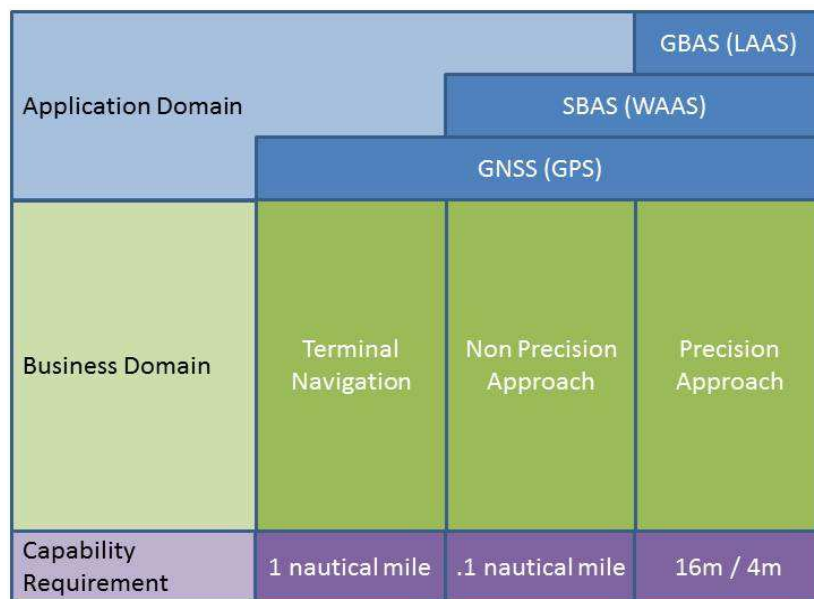 GBAS (LAAS)
Application Domain
SBAS (WAAS)
GNSS (GPS)
Business Domain
Terminal
Navigation
Non Precision
Approach
Precision
Approach
Capability
Requirement
1 nautical mile
.1 nautical mile
16m / 4m